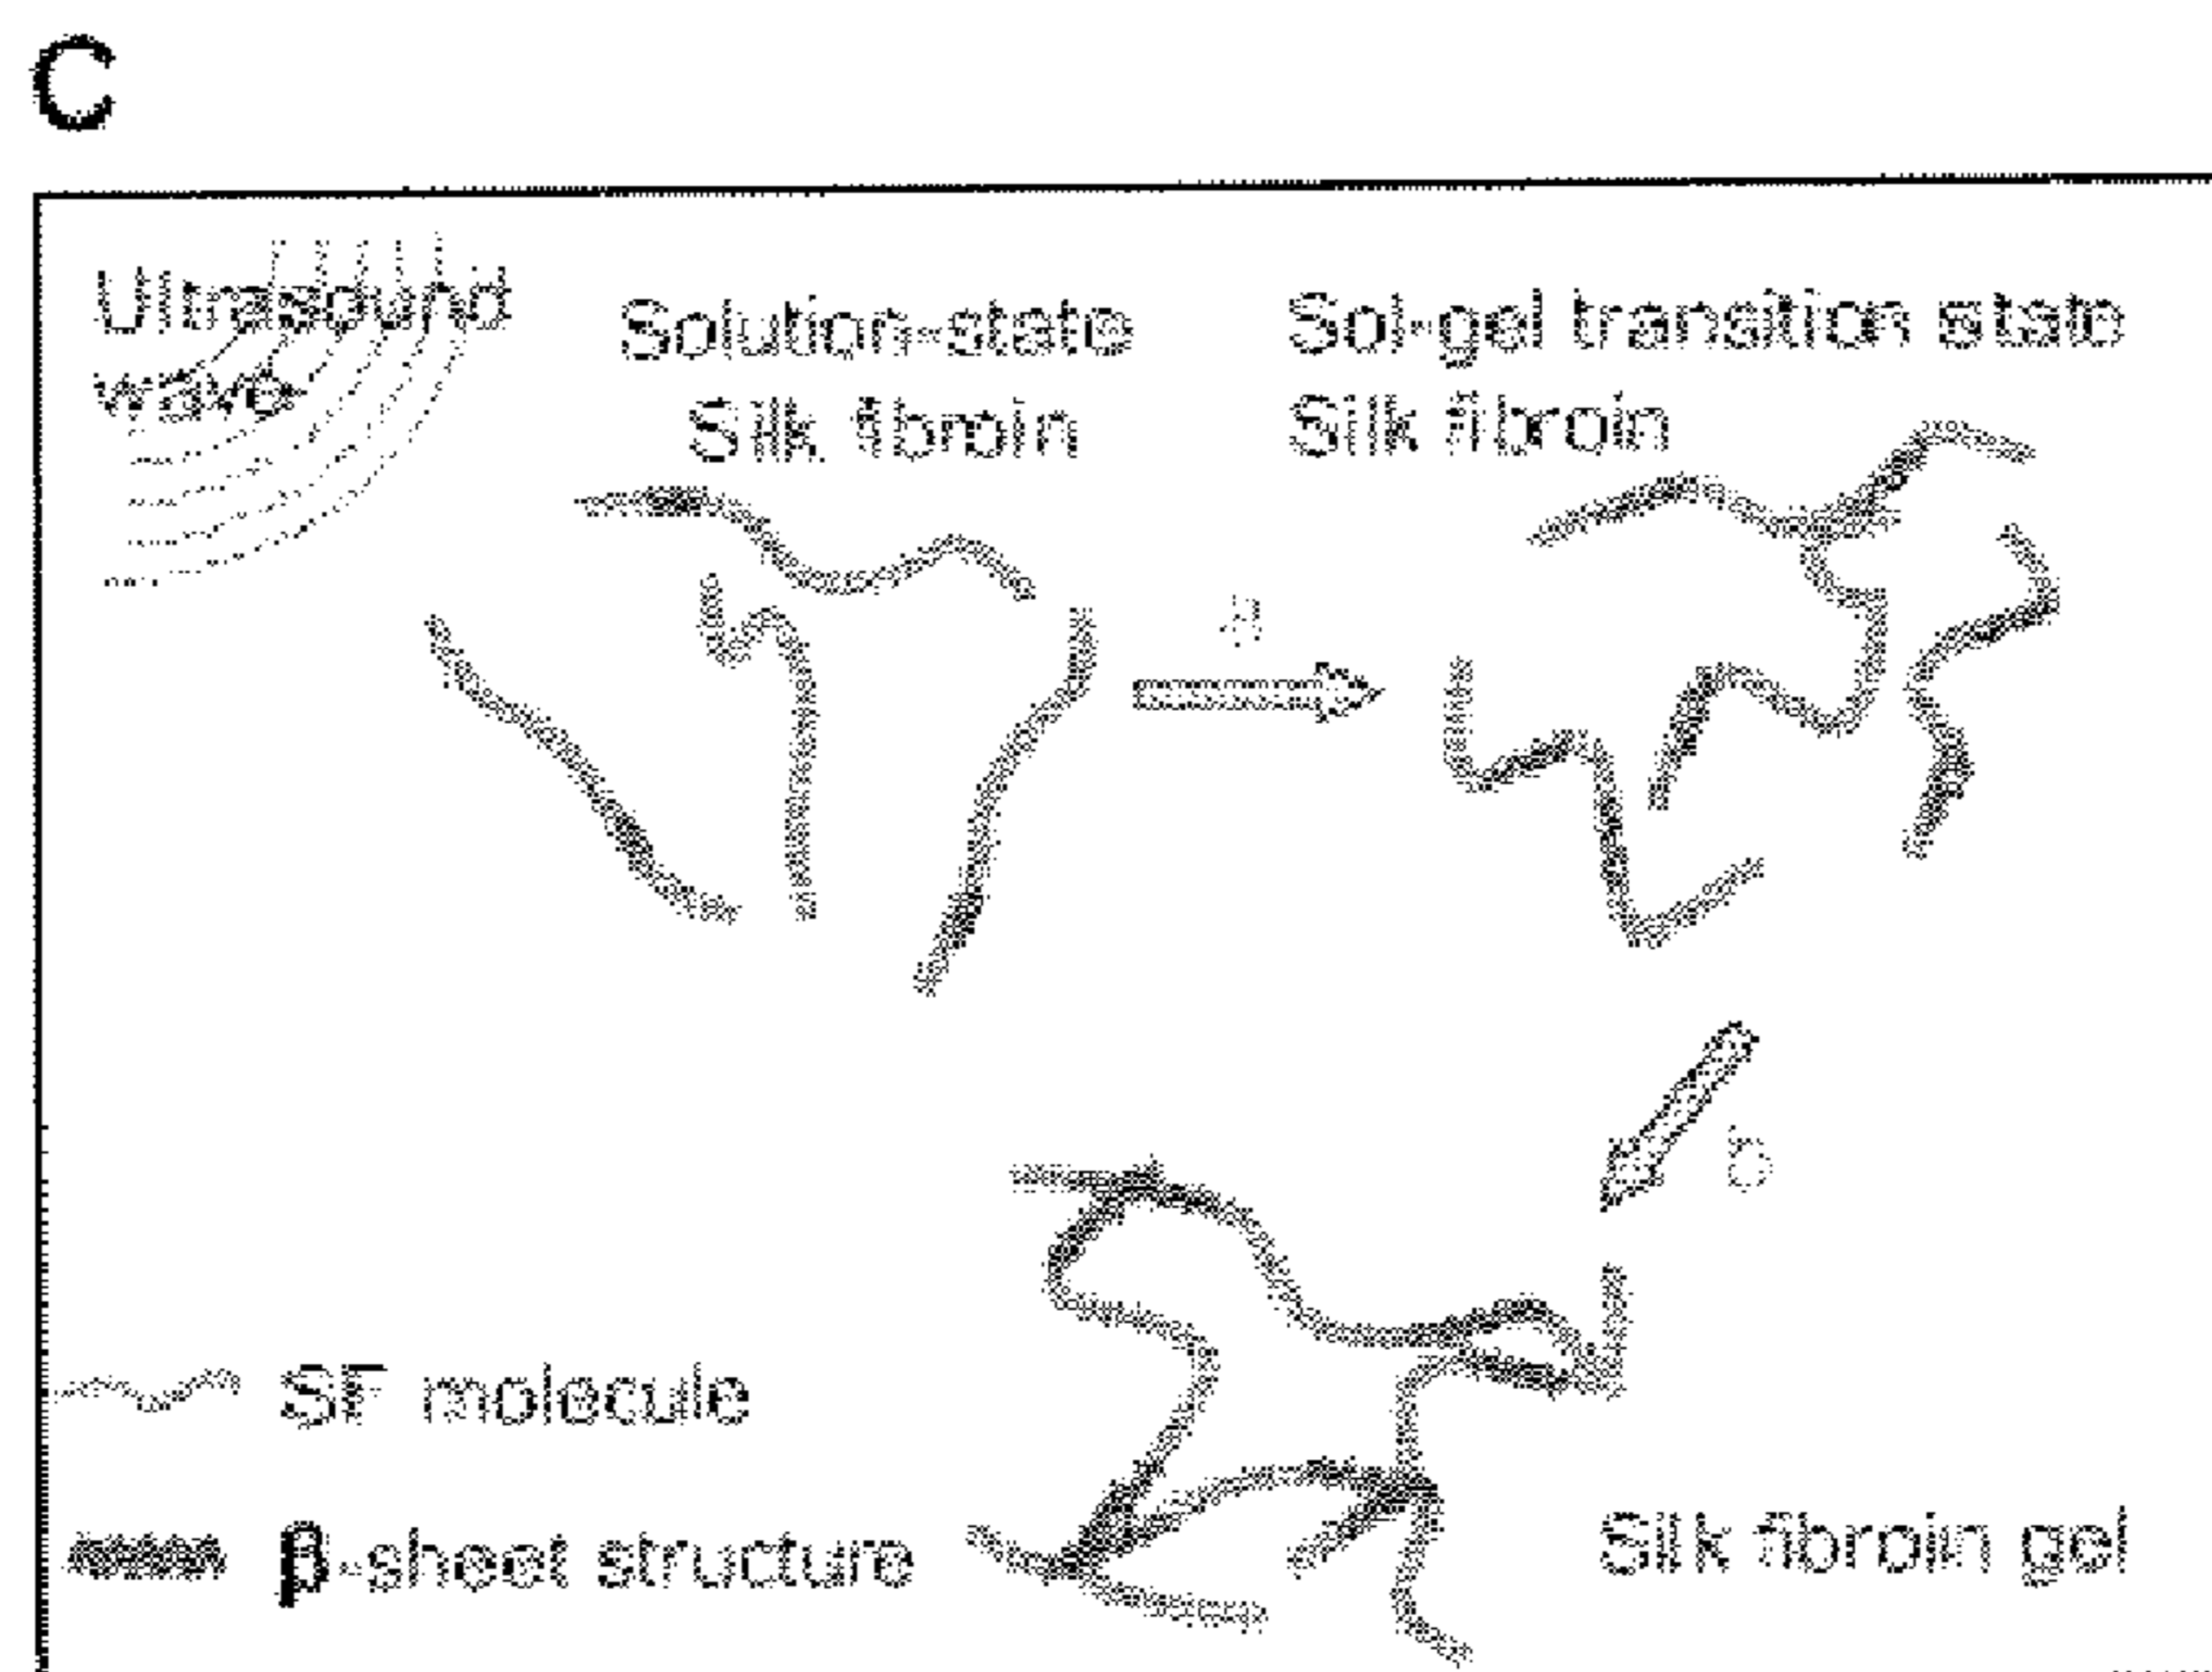 C
Ultrasound
wave
Solution-state
Silk fibroin
Sol-gel transition state
Silk fibroin
a
b
SF molecule
β-sheet structure
Silk fibroin gel